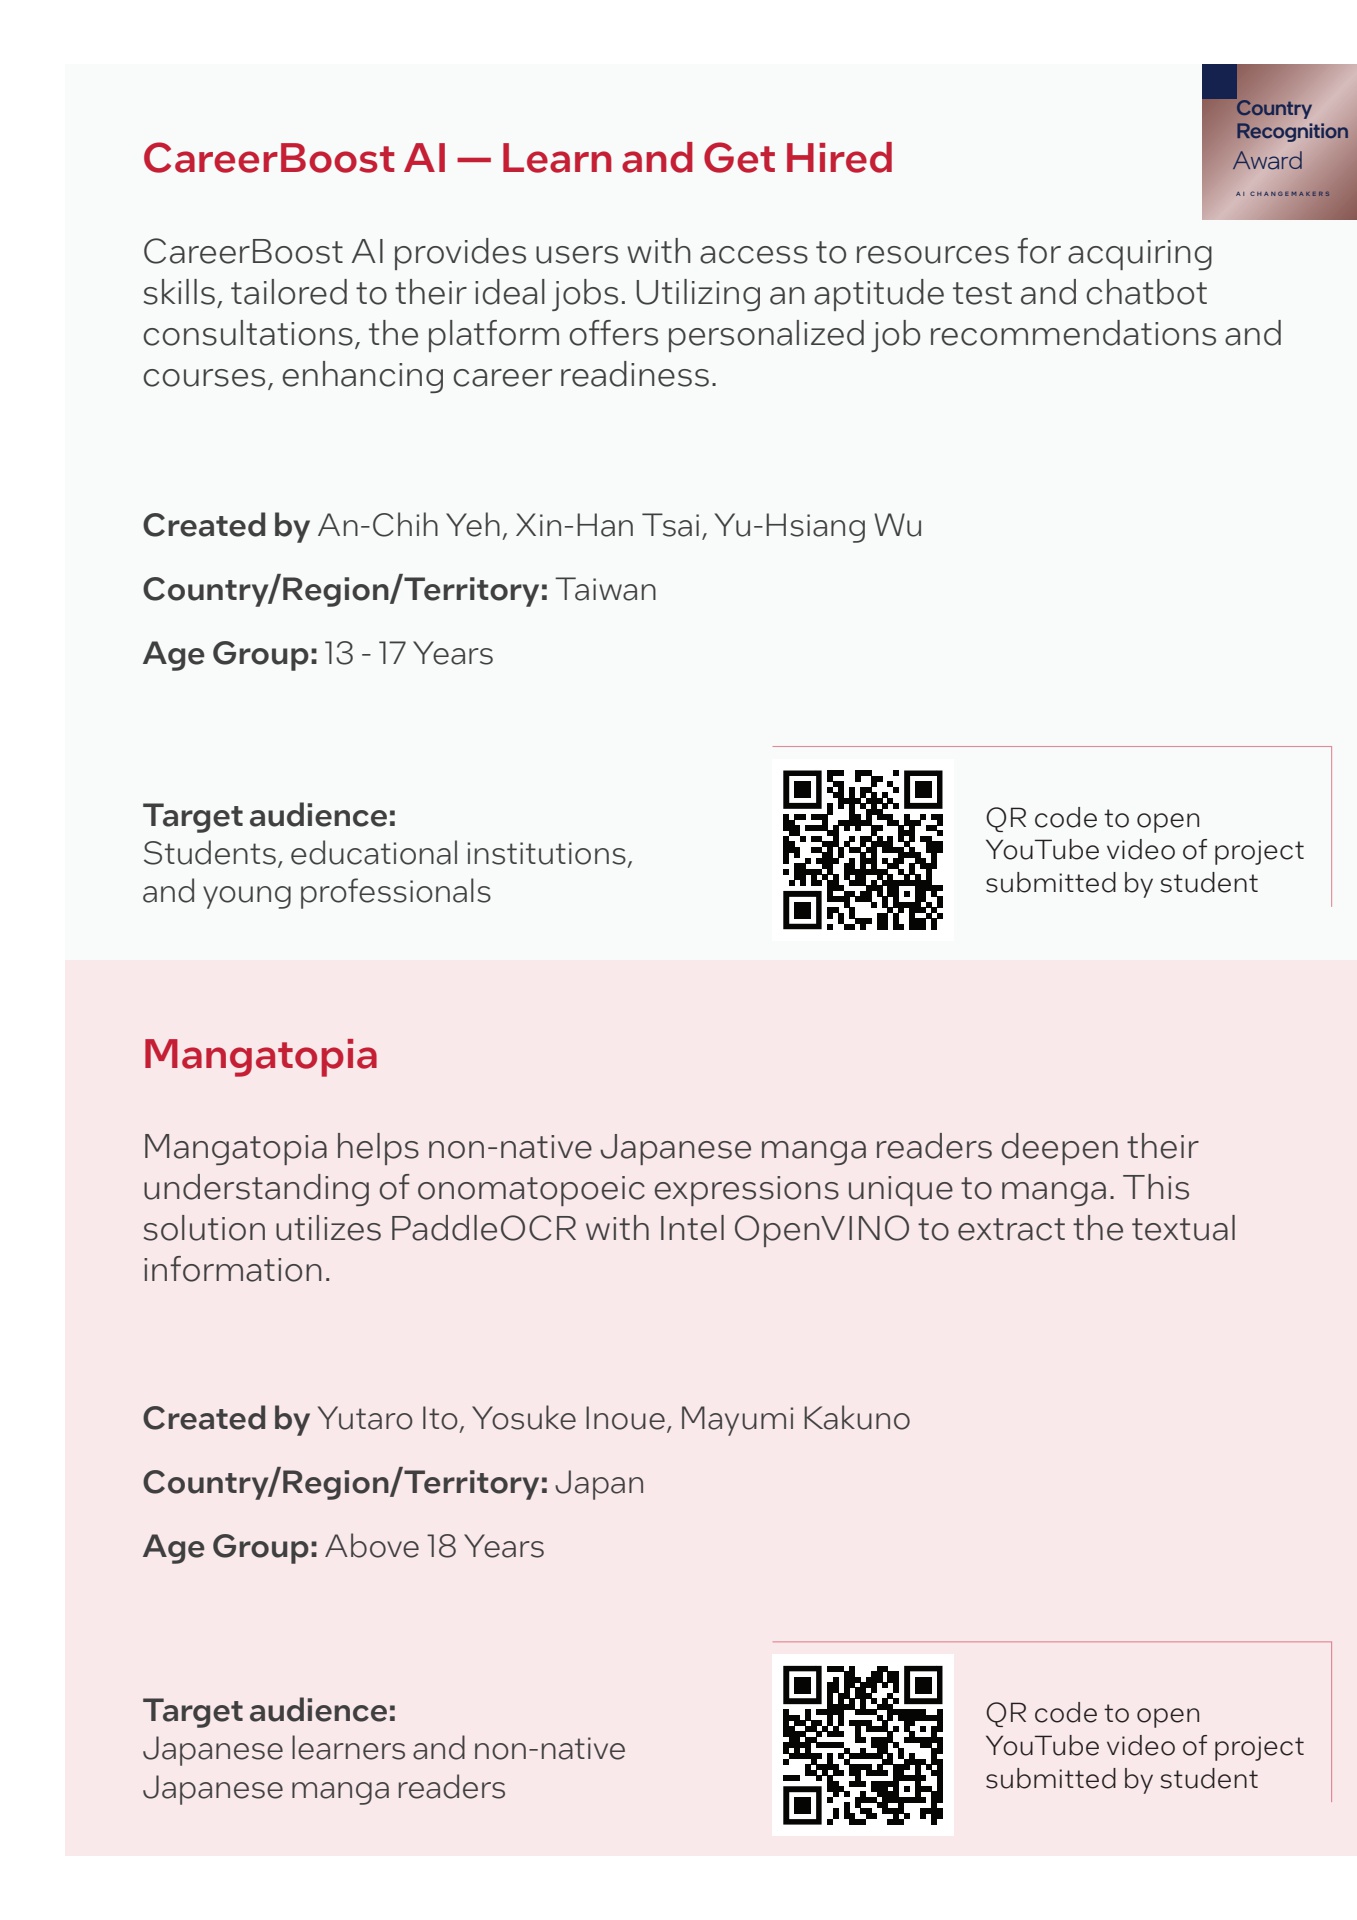 Country
Recognition
Award
AI CHANGEMAKERS
CareerBoost AI — Learn and Get Hired
CareerBoost AI provides users with access to resources for acquiring
skills, tailored to their ideal jobs. Utilizing an aptitude test and chatbot
consultations, the platform offers personalized job recommendations and
courses, enhancing career readiness.
Created by An-Chih Yeh, Xin-Han Tsai, Yu-Hsiang Wu
Country/Region/Territory: Taiwan
Age Group: 13 - 17 Years
Target audience:
Students, educational institutions,
and young professionals
QR code to open
YouTube video of project
submitted by student
Mangatopia
Mangatopia helps non-native Japanese manga readers deepen their
understanding of onomatopoeic expressions unique to manga. This
solution utilizes PaddleOCR with Intel OpenVINO to extract the textual
information.
Created by Yutaro Ito, Yosuke Inoue, Mayumi Kakuno
Country/Region/Territory: Japan
Age Group: Above 18 Years
Target audience:
Japanese learners and non-native
Japanese manga readers
QR code to open
YouTube video of project
submitted by student